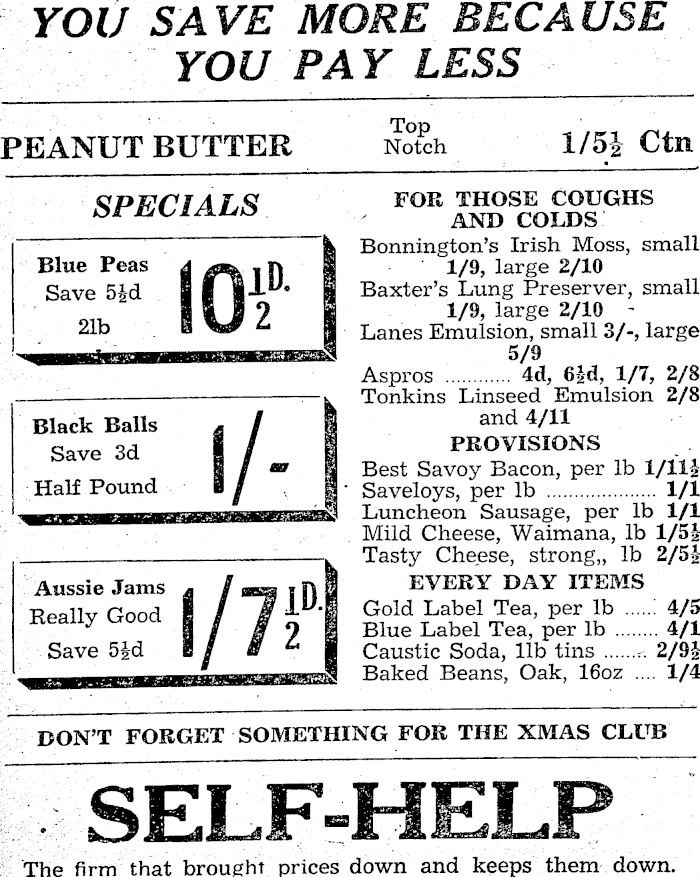 YOU SAVE MORE BECAUSE
YOU PAY LESS
PEANUT BUTTER Top Notch 1/5½ Ctn
SPECIALS
Blue Peas
Save 5½d
2lb
10½D.
Black Balls
Save 3d
Half Pound
1/-
Aussie Jams
Really Good
Save 5½d
1/7½D.
FOR THOSE COUGHS
AND COLDS
Bonnington's Irish Moss, small
1/9, large 2/10
Baxter's Lung Preserver, small
1/9, large 2/10
Lanes Emulsion, small 3/-, large
5/9
Aspros ............ 4d, 6½d, 1/7, 2/8
Tonkins Linseed Emulsion 2/8
and 4/11
PROVISIONS
Best Savoy Bacon, per lb 1/11½
Saveloys, per lb .................... 1/1
Luncheon Sausage, per lb 1/1
Mild Cheese, Waimana, lb 1/5½
Tasty Cheese, strong,, lb 2/5½
EVERY DAY ITEMS
Gold Label Tea, per lb ...... 4/5
Blue Label Tea, per lb ........ 4/1
Caustic Soda, 1lb tins ........ 2/9½
Baked Beans, Oak, 16oz .... 1/4
DON'T FORGET SOMETHING FOR THE XMAS CLUB
SELF-HELP
The firm that brought prices down and keeps them down.